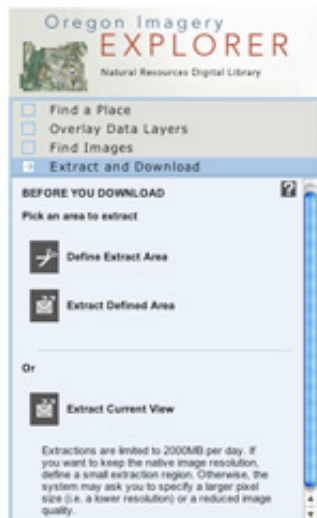 Oregon Imagery
EXPLORER
Natural Resources Digital Library
Find a Place
Overlay Data Layers
Find Images
Extract and Download
BEFORE YOU DOWNLOAD
?
Pick an area to extract
Define Extract Area
Extract Defined Area
Or
Extract Current View
Extractions are limited to 2000MB per day. If
you want to keep the native image resolution,
define a small extraction region. Otherwise, the
system may ask you to specify a larger pixel
size (i.e. a lower resolution) or a reduced image
quality.